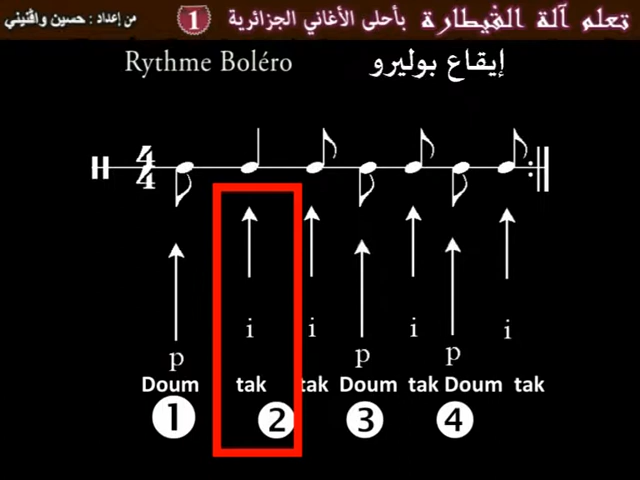 تعلم آلة القيطارة بأحلى الأغاني الجزائرية 1 من إعداد : حسين واقنيني
Rythme Boléro إيقاع بوليرو
4
4
i i i i
p p p
Doum tak tak Doum tak Doum tak
1 2 3 4